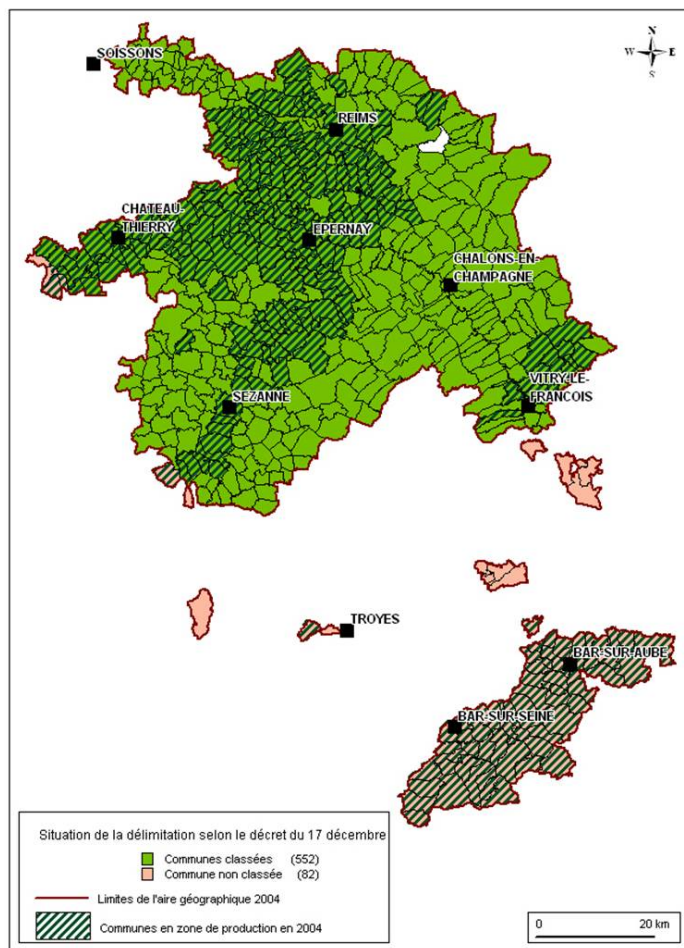 N
W E
S
SOISSONS
REIMS
CHATEAU-
THIERRY
EPERNAY
CHALONS-EN-
CHAMPAGNE
VITRY-LE-
FRANCOIS
SEZANNE
TROYES
BAR-SUR-AUBE
BAR-SUR-SEINE
Situation de la délimitation selon le décret du 17 décembre
Communes classées (552)
Commune non classée (82)
Limites de l'aire géographique 2004
Communes en zone de production en 2004
0 20 km